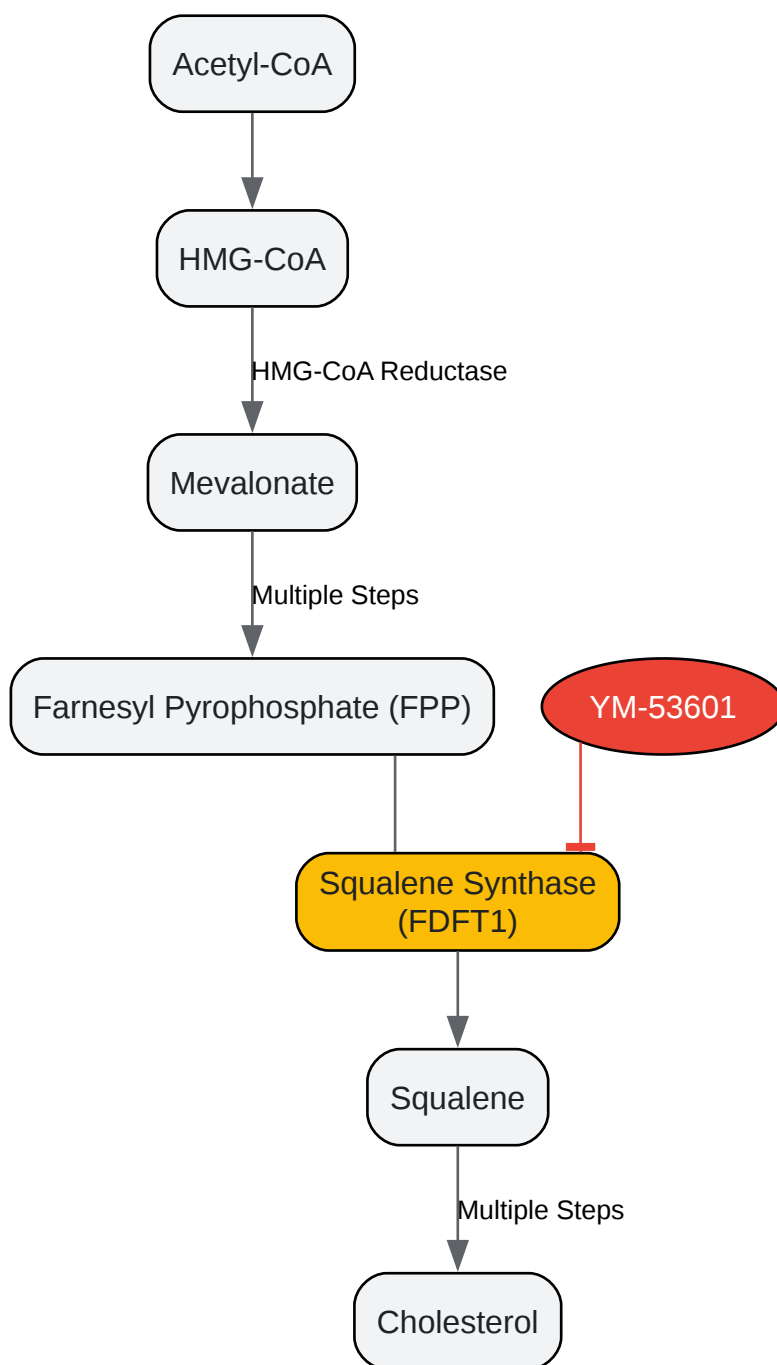 Acetyl-CoA
HMG-CoA
HMG-CoA Reductase
Mevalonate
Multiple Steps
Farnesyl Pyrophosphate (FPP)
YM-53601
Squalene Synthase
(FDFT1)
Squalene
Multiple Steps
Cholesterol